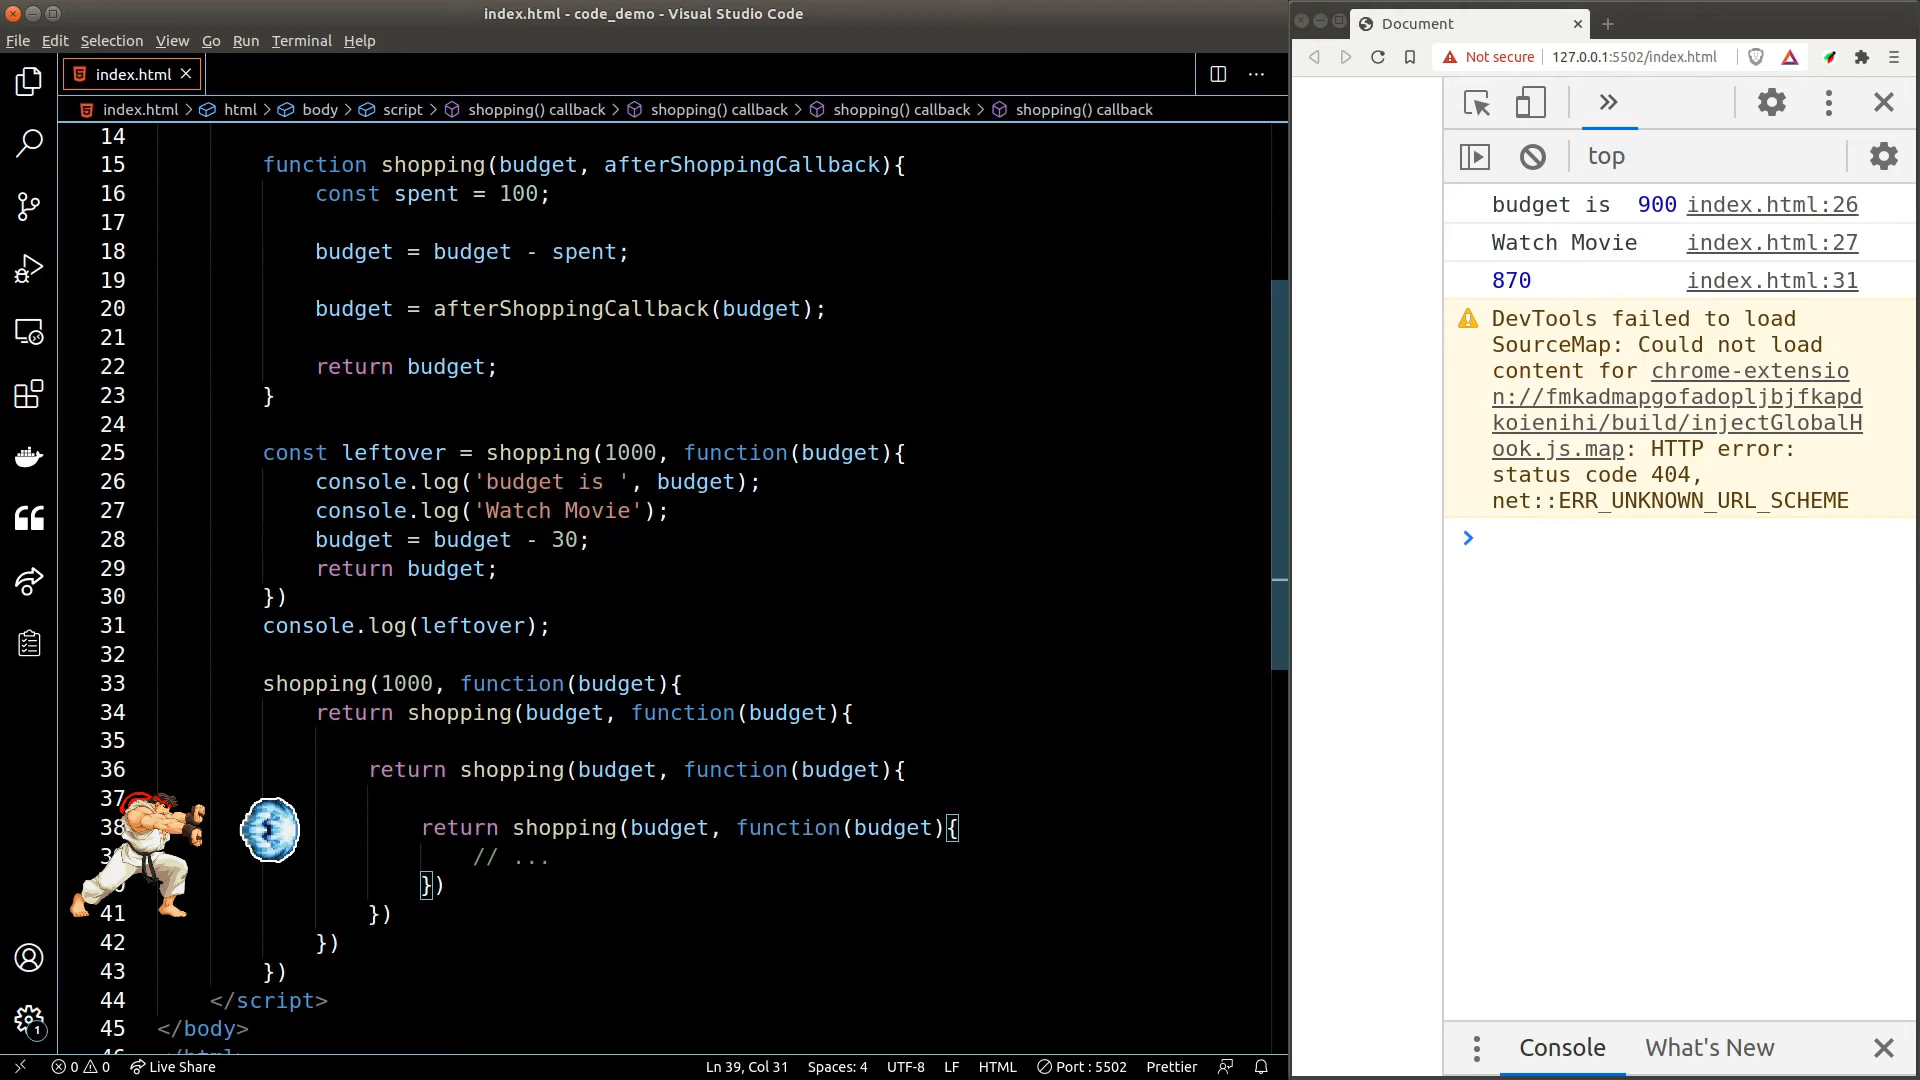 index.html - code_demo - Visual Studio Code
File Edit Selection View Go Run Terminal Help
index.html
index.html > html > body > script > shopping() callback > shopping() callback > shopping() callback > shopping() callback
14
15 function shopping(budget, afterShoppingCallback){
16 const spent = 100;
17
18 budget = budget - spent;
19
20 budget = afterShoppingCallback(budget);
21
22 return budget;
23 }
24
25 const leftover = shopping(1000, function(budget){
26 console.log('budget is ', budget);
27 console.log('Watch Movie');
28 budget = budget - 30;
29 return budget;
30 })
31 console.log(leftover);
32
33 shopping(1000, function(budget){
34 return shopping(budget, function(budget){
35
36 return shopping(budget, function(budget){
37
38 return shopping(budget, function(budget){
// ...
})
41 })
42 })
43 })
44 </script>
45 </body>
1
0 0 Live Share Ln 39, Col 31 Spaces: 4 UTF-8 LF HTML Port : 5502 Prettier
Document
Not secure 127.0.0.1:5502/index.html
top
budget is 900 index.html:26
Watch Movie index.html:27
870 index.html:31
DevTools failed to load
SourceMap: Could not load
content for chrome-extensio
n://fmkadmapgofadopljbjfkapd
koienihi/build/injectGlobalH
ook.js.map: HTTP error:
status code 404,
net::ERR_UNKNOWN_URL_SCHEME
Console What's New